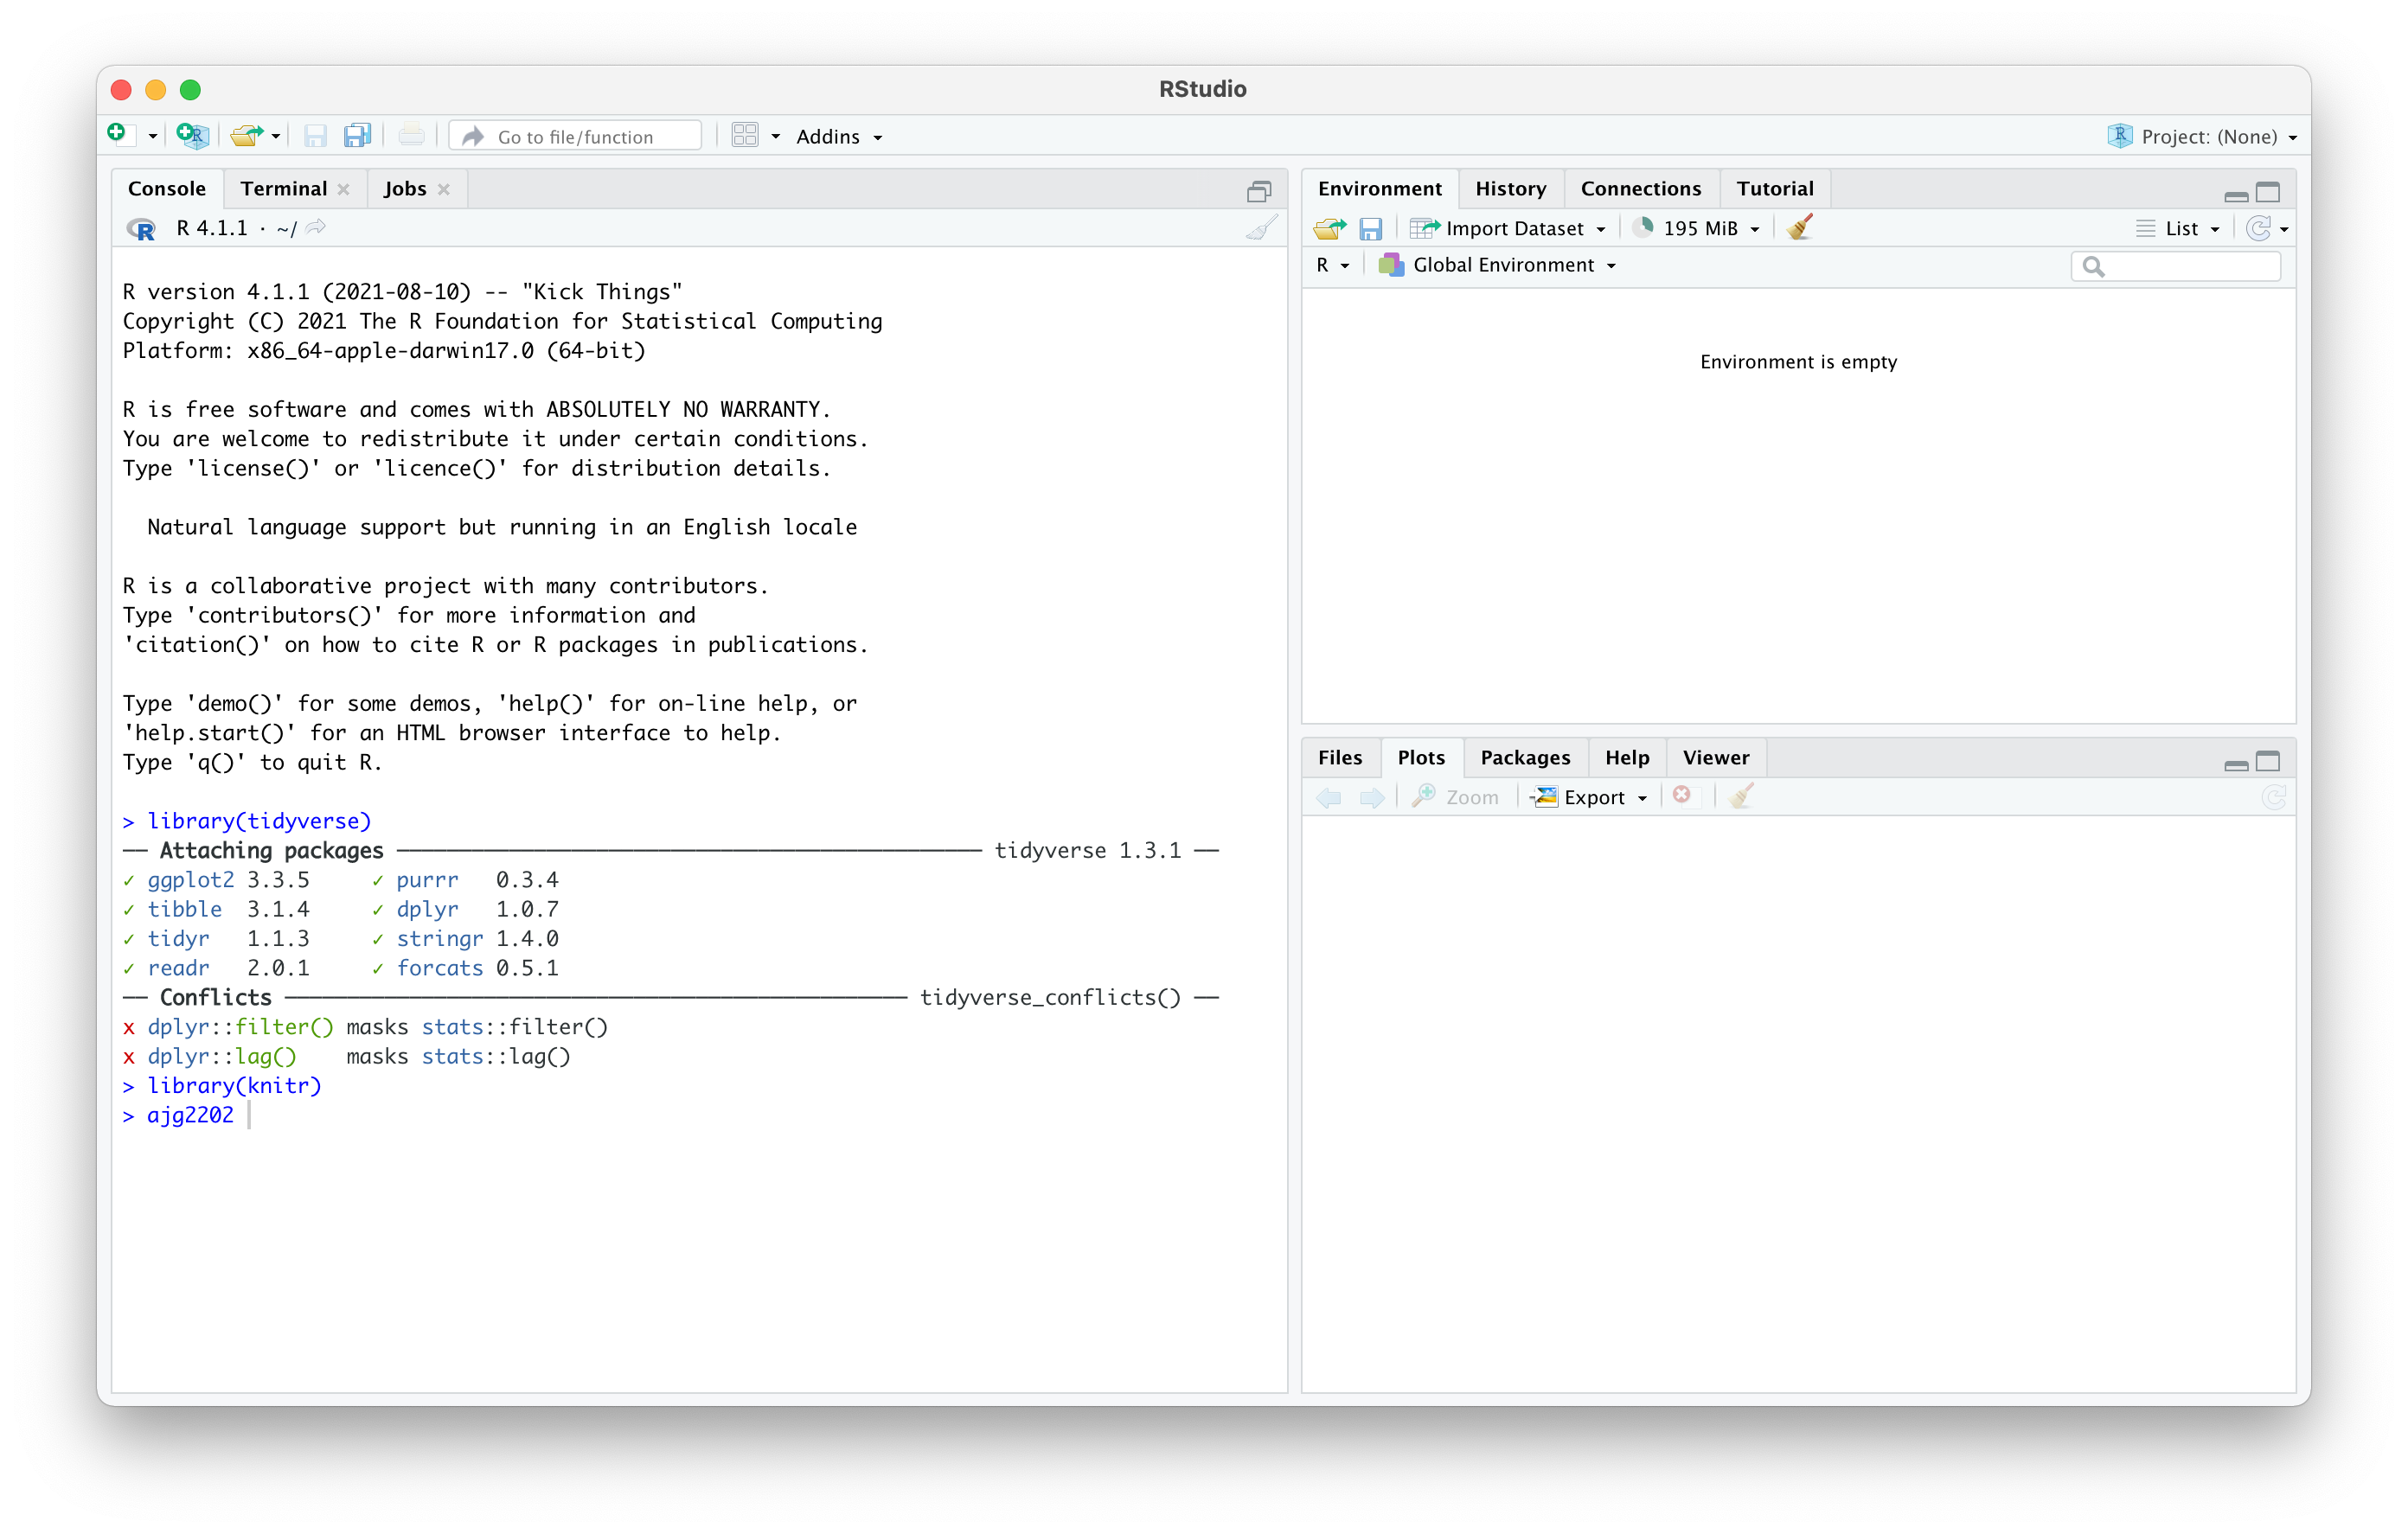 RStudio
Go to file/function
Addins
Project: (None)
Console Terminal Jobs
R 4.1.1 · ~/
R version 4.1.1 (2021-08-10) -- "Kick Things"
Copyright (C) 2021 The R Foundation for Statistical Computing
Platform: x86_64-apple-darwin17.0 (64-bit)
R is free software and comes with ABSOLUTELY NO WARRANTY.
You are welcome to redistribute it under certain conditions.
Type 'license()' or 'licence()' for distribution details.
Natural language support but running in an English locale
R is a collaborative project with many contributors.
Type 'contributors()' for more information and
'citation()' on how to cite R or R packages in publications.
Type 'demo()' for some demos, 'help()' for on-line help, or
'help.start()' for an HTML browser interface to help.
Type 'q()' to quit R.
> library(tidyverse)
── Attaching packages ─────────────────────────────────────────────── tidyverse 1.3.1 ──
✓ ggplot2 3.3.5     ✓ purrr   0.3.4
✓ tibble  3.1.4     ✓ dplyr   1.0.7
✓ tidyr   1.1.3     ✓ stringr 1.4.0
✓ readr   2.0.1     ✓ forcats 0.5.1
── Conflicts ────────────────────────────────────────────────── tidyverse_conflicts() ──
x dplyr::filter() masks stats::filter()
x dplyr::lag()    masks stats::lag()
> library(knitr)
> ajg2202
Environment History Connections Tutorial
Import Dataset 195 MiB List
R Global Environment
Environment is empty
Files Plots Packages Help Viewer
Zoom Export